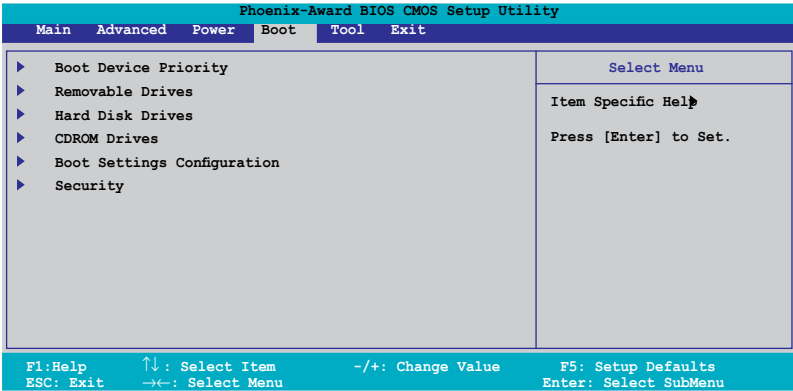 Phoenix-Award BIOS CMOS Setup Utility
Main Advanced Power Boot Tool Exit
Boot Device Priority
Removable Drives
Hard Disk Drives
CDROM Drives
Boot Settings Configuration
Security
Select Menu
Item Specific Help
Press [Enter] to Set.
F1:Help ↑↓ : Select Item -/+: Change Value F5: Setup Defaults
ESC: Exit →←: Select Menu Enter: Select SubMenu